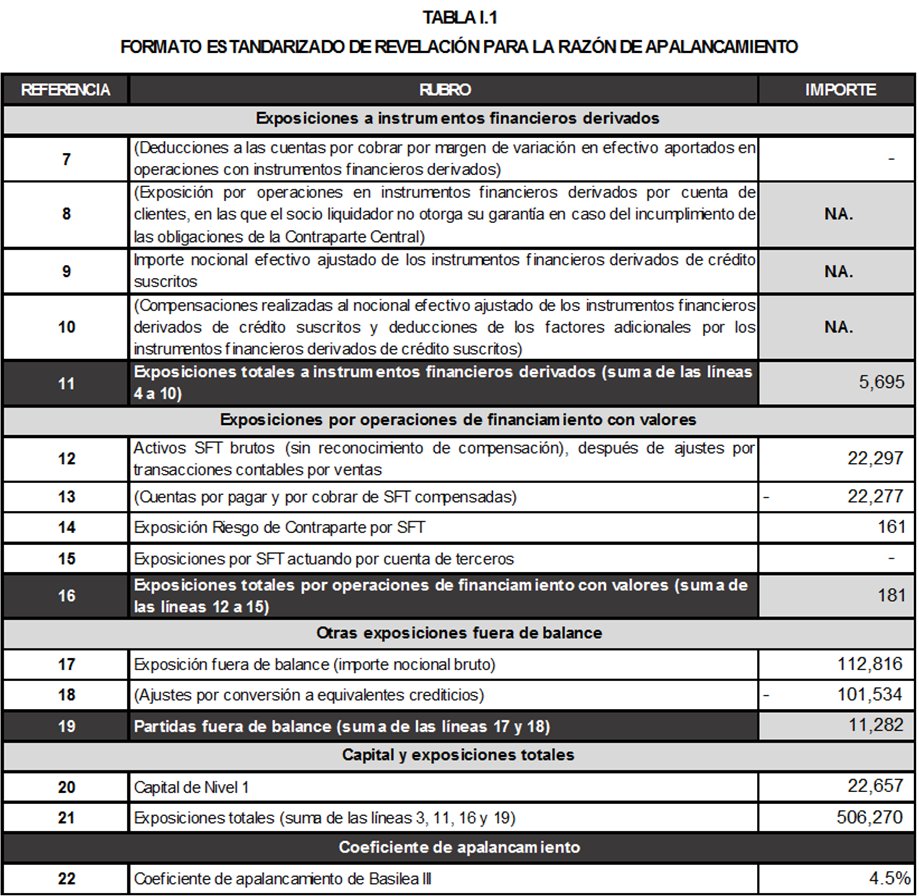 TABLA I.1
FORMATO ESTANDARIZADO DE REVELACIÓN PARA LA RAZÓN DE APALANCAMIENTO
REFERENCIA RUBRO IMPORTE
Exposiciones a instrumentos financieros derivados
7 (Deducciones a las cuentas por cobrar por margen de variación en efectivo aportados en -
operaciones con instrumentos financieros derivados)
(Exposición por operaciones en instrumentos financieros derivados por cuenta de
8 clientes, en las que el socio liquidador no otorga su garantía en caso del incumplimiento de N.A.
las obligaciones de la Contraparte Central)
9 Importe nocional efectivo ajustado de los instrumentos financieros derivados de crédito N.A.
suscritos
(Compensaciones realizadas al nocional efectivo ajustado de los instrumentos financieros
10 derivados de crédito suscritos y deducciones de los factores adicionales por los N.A.
instrumentos financieros derivados de crédito suscritos)
11 Exposiciones totales a instrumentos financieros derivados (suma de las líneas 5,695
4 a 10)
Exposiciones por operaciones de financiamiento con valores
12 Activos SFT brutos (sin reconocimiento de compensación), después de ajustes por 22,297
transacciones contables por ventas
13 (Cuentas por pagar y por cobrar de SFT compensadas) - 22,277
14 Exposición Riesgo de Contraparte por SFT 161
15 Exposiciones por SFT actuando por cuenta de terceros -
16 Exposiciones totales por operaciones de financiamiento con valores (suma de 181
las líneas 12 a 15)
Otras exposiciones fuera de balance
17 Exposición fuera de balance (importe nocional bruto) 112,816
18 (Ajustes por conversión a equivalentes crediticios) - 101,534
19 Partidas fuera de balance (suma de las líneas 17 y 18) 11,282
Capital y exposiciones totales
20 Capital de Nivel 1 22,657
21 Exposiciones totales (suma de las líneas 3, 11, 16 y 19) 506,270
Coeficiente de apalancamiento
22 Coeficiente de apalancamiento de Basilea III 4.5%